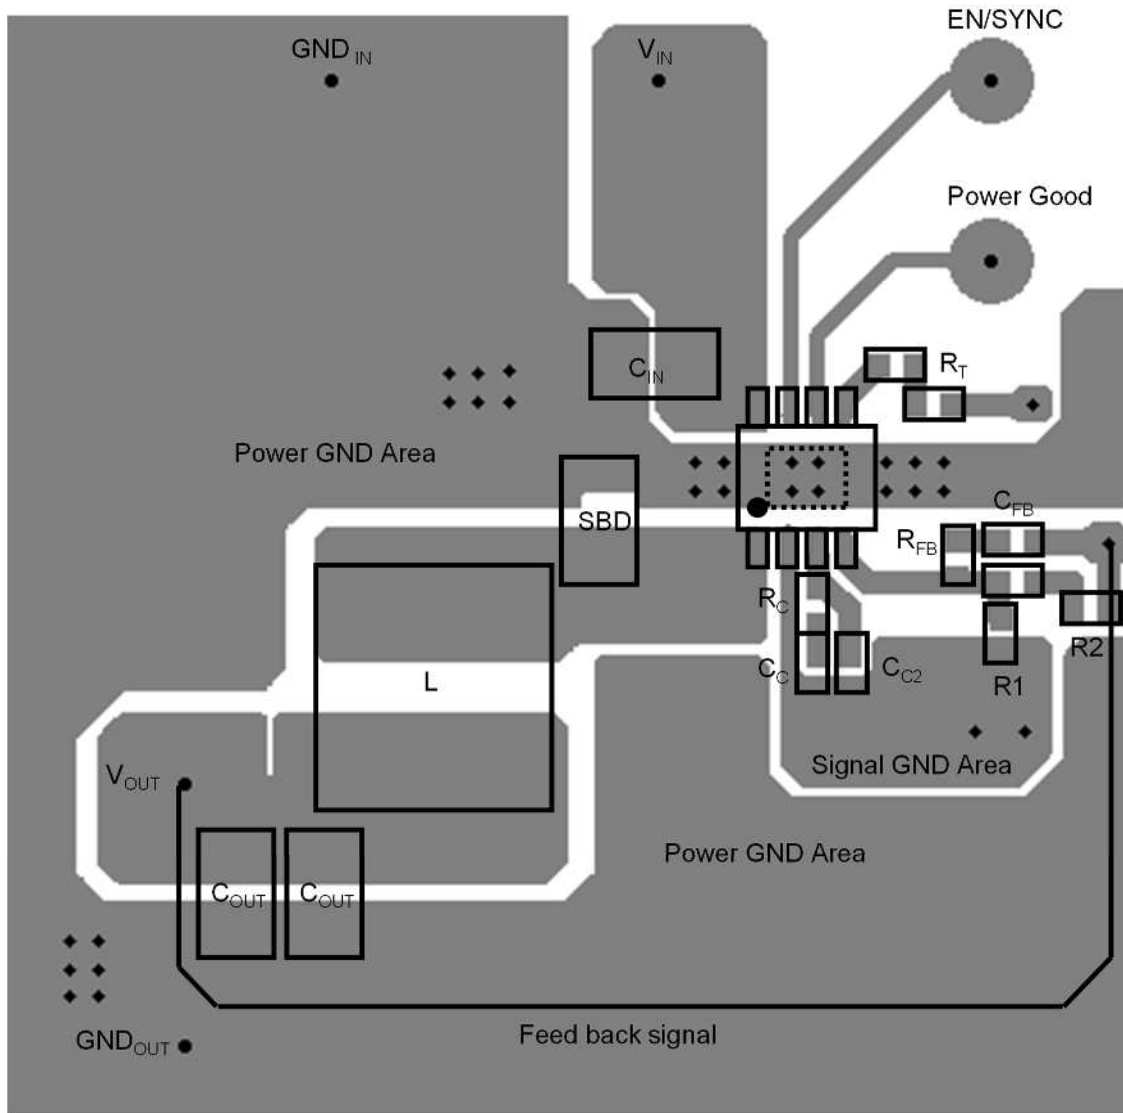 EN/SYNC
GND IN
V IN
Power Good
C IN
R T
Power GND Area
C FB
SBD
R FB
R C
L
C C
C C2
R1
R2
V OUT
Signal GND Area
Power GND Area
C OUT
C OUT
Feed back signal
GND OUT